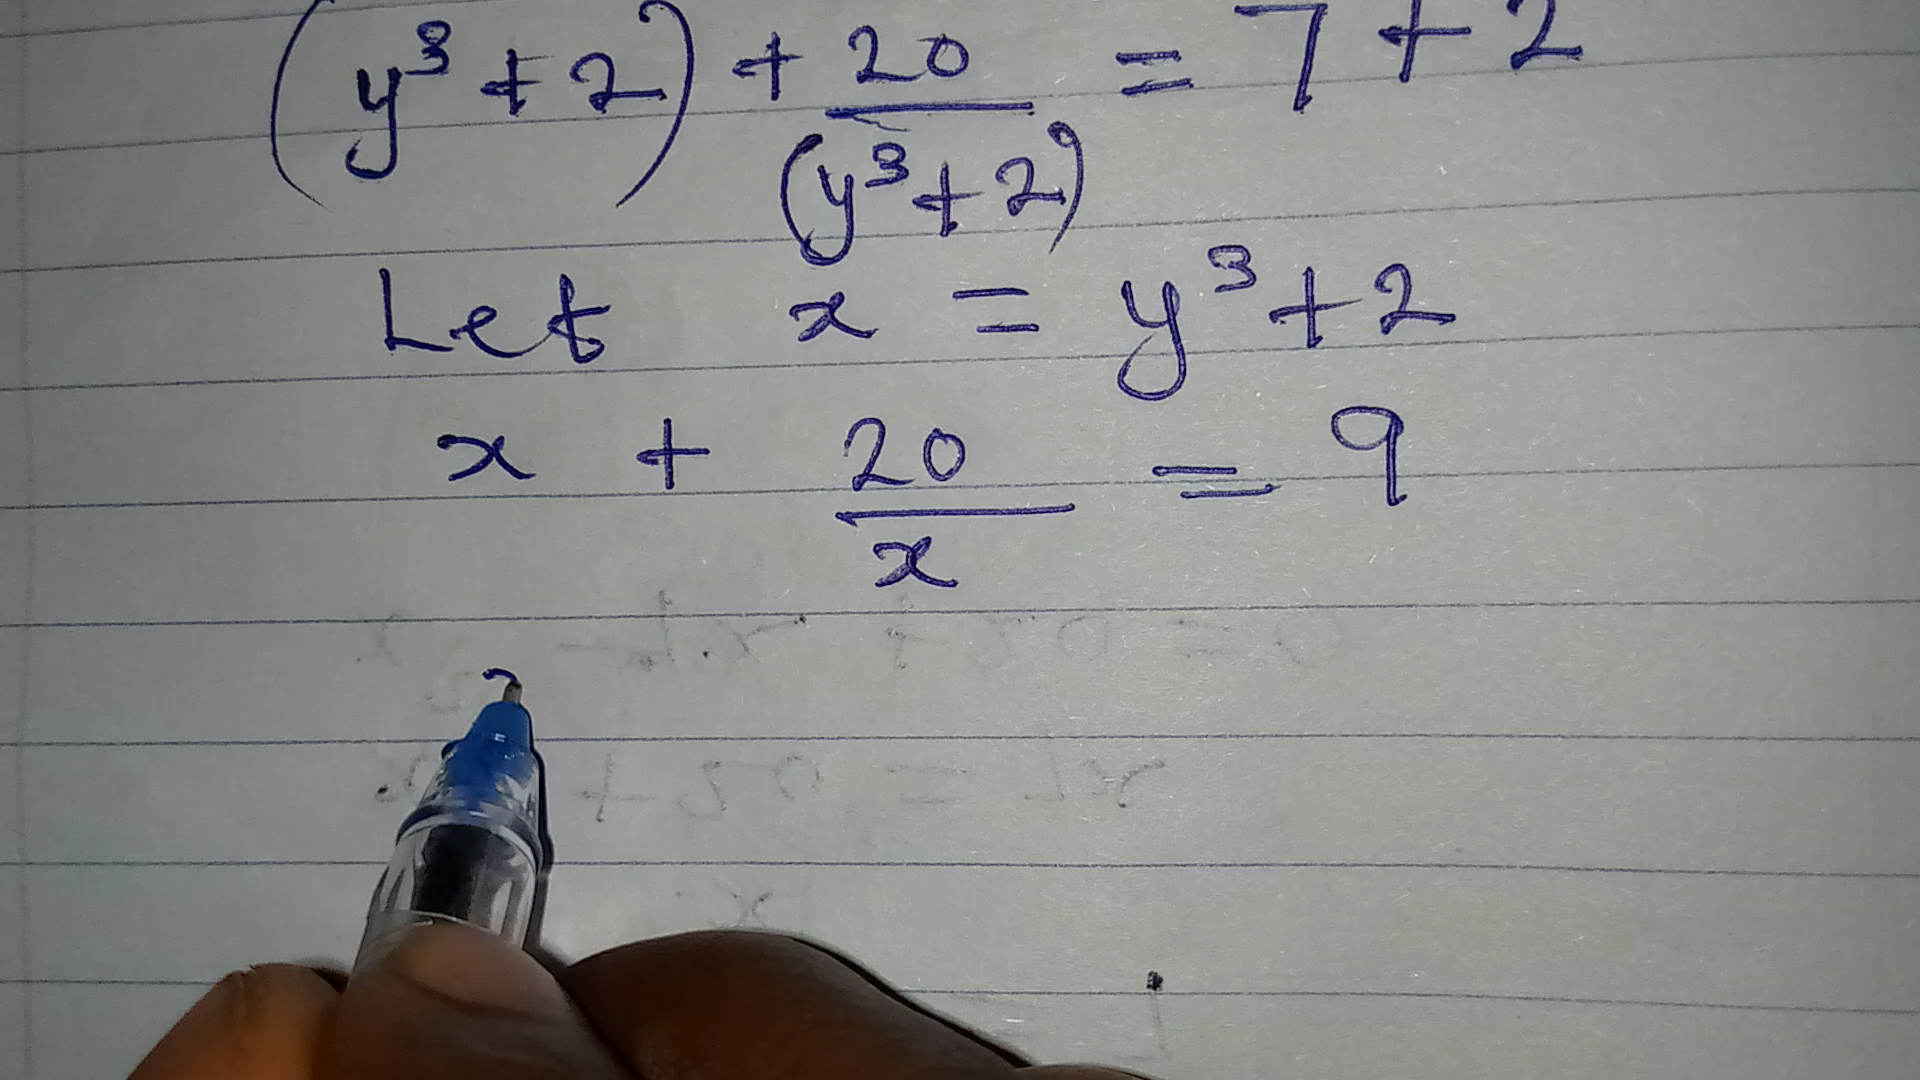 (y³ + 2) + 20/(y³ + 2) = 7 + 2
Let x = y³ + 2
x + 20/x = 9